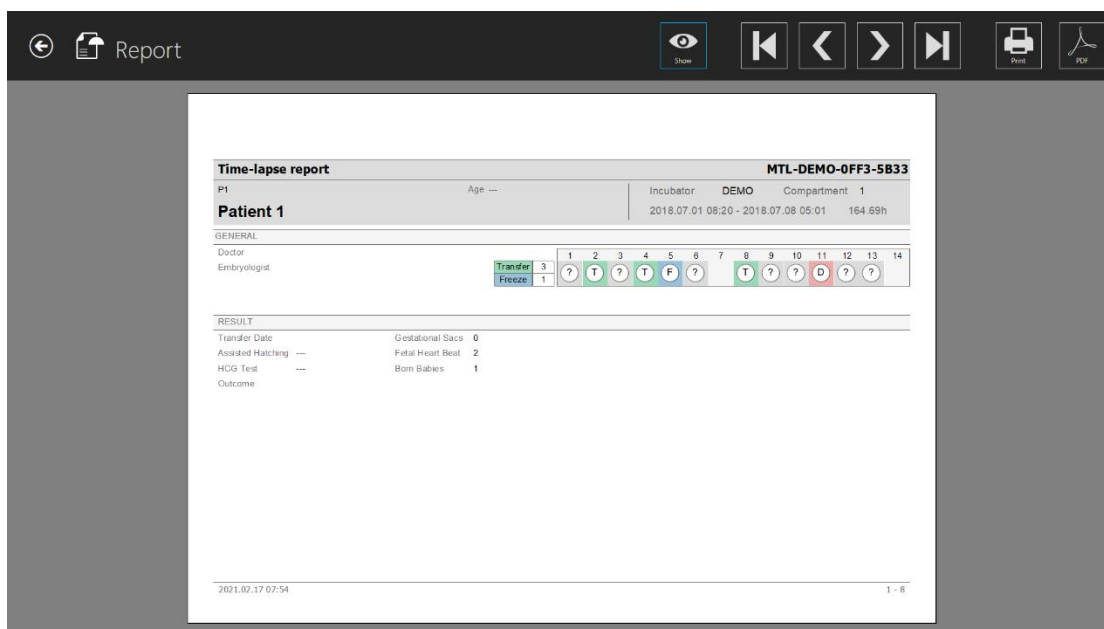 Report
Show
Print
PDF
Time-lapse report MTL-DEMO-0FF3-5B33
P1 Age --- Incubator DEMO Compartment 1
Patient 1 2018.07.01 08:20 - 2018.07.08 05:01 164.69h
GENERAL
Doctor
Embryologist
1 2 3 4 5 6 7 8 9 10 11 12 13 14
Transfer 3
Freeze 1
? T ? T F ? T ? ? D ? ?
RESULT
Transfer Date Gestational Sacs 0
Assisted Hatching --- Fetal Heart Beat 2
HCG Test --- Born Babies 1
Outcome
2021.02.17 07:54 1 - 8